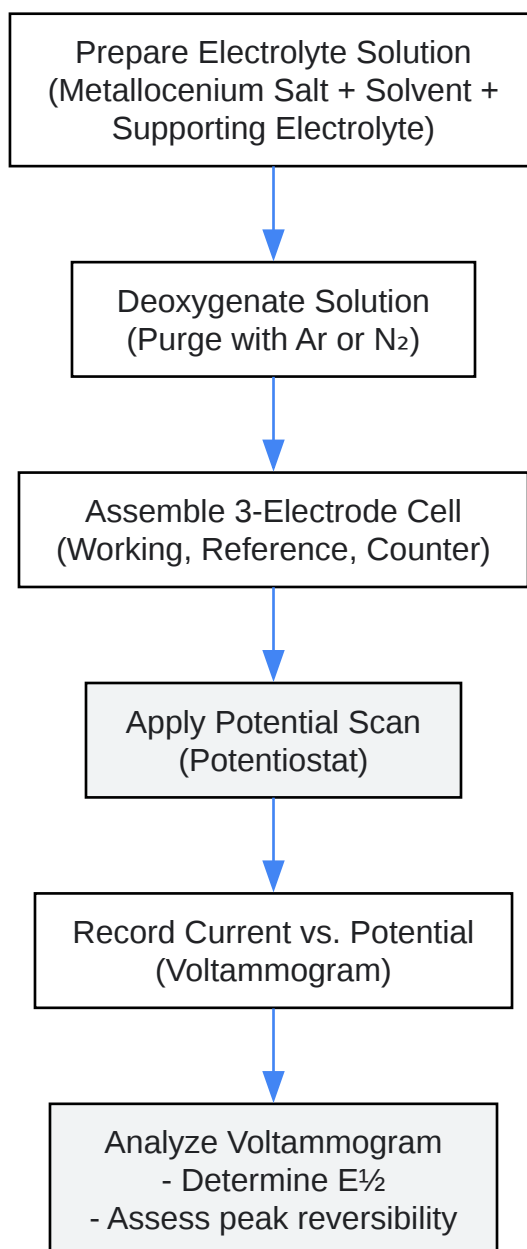 Prepare Electrolyte Solution
(Metallocenium Salt + Solvent +
Supporting Electrolyte)
Deoxygenate Solution
(Purge with Ar or N₂)
Assemble 3-Electrode Cell
(Working, Reference, Counter)
Apply Potential Scan
(Potentiostat)
Record Current vs. Potential
(Voltammogram)
Analyze Voltammogram
- Determine E½
- Assess peak reversibility